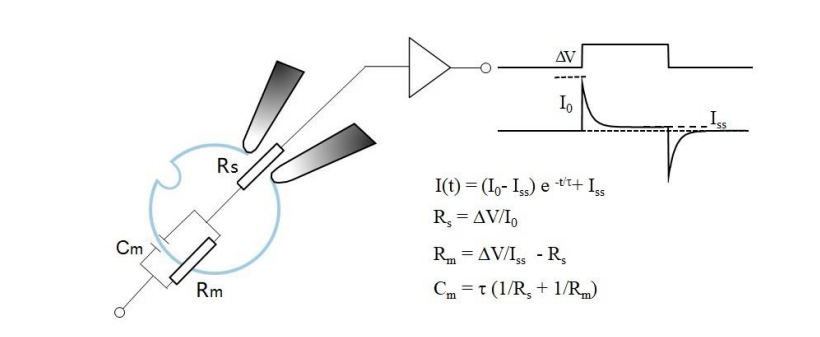 ΔV
I₀
Iss
Rs
I(t) = (I₀- Iss) e -t/τ+ Iss
Rs = ΔV/I₀
Cm
Rm = ΔV/Iss - Rs
Rm
Cm = τ (1/Rs + 1/Rm)